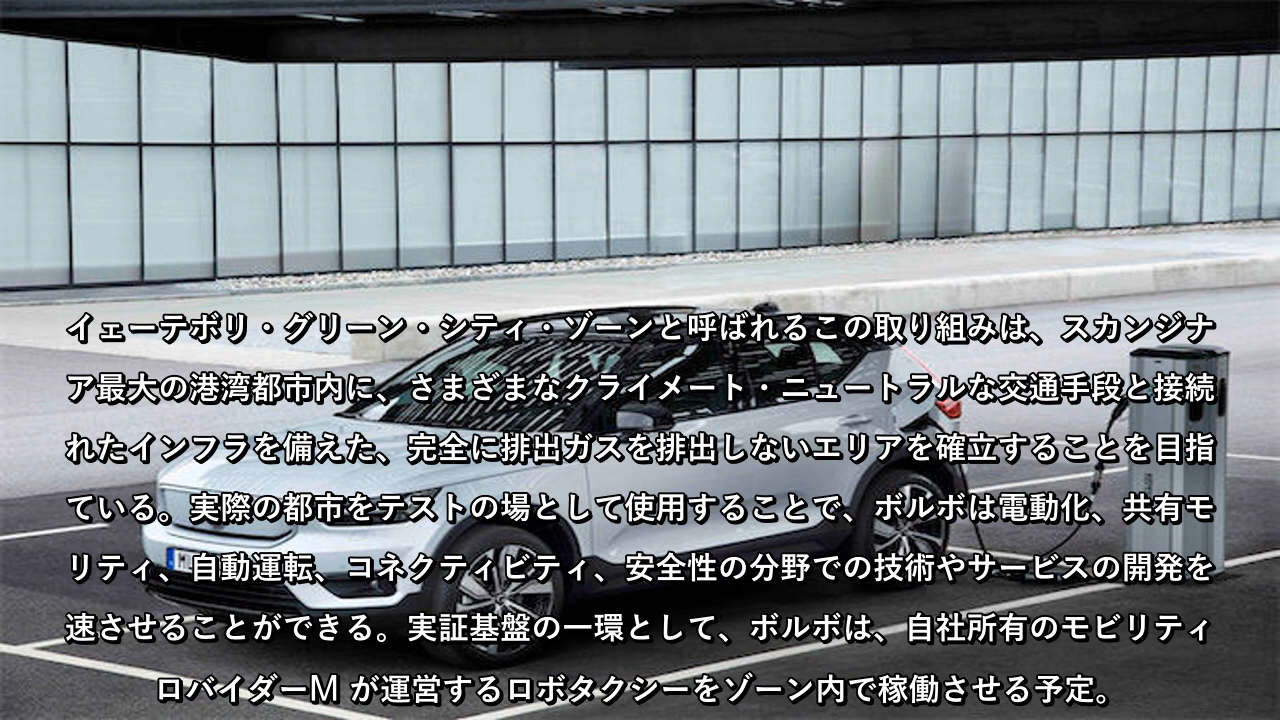 イェーテボリ・グリーン・シティ・ゾーンと呼ばれるこの取り組みは、スカンジナ
ア最大の港湾都市内に、さまざまなクライメート・ニュートラルな交通手段と接続
れたインフラを備えた、完全に排出ガスを排出しないエリアを確立することを目指
ている。実際の都市をテストの場として使用することで、ボルボは電動化、共有モ
リティ、自動運転、コネクティビティ、安全性の分野での技術やサービスの開発を
速させることができる。実証基盤の一環として、ボルボは、自社所有のモビリティ
ロバイダーM が運営するロボタクシーをゾーン内で稼働させる予定。